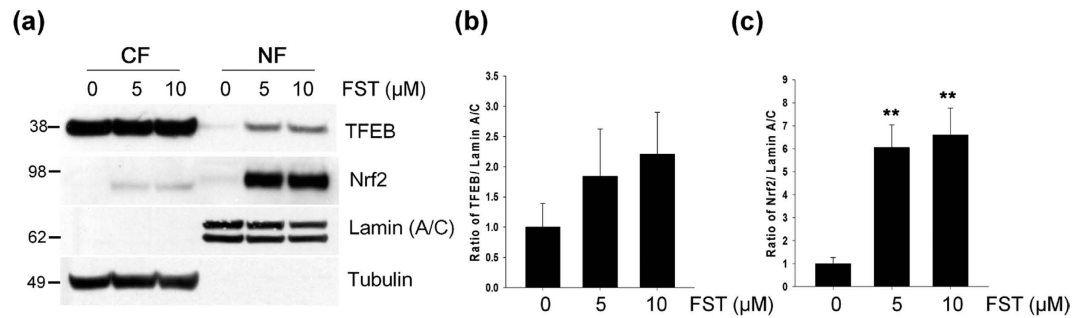 (a)
CF NF
0 5 10 0 5 10 FST (µM)
38 TFEB
98 Nrf2
62 Lamin (A/C)
49 Tubulin
(b)
Ratio of TFEB/ Lamin A/C
3.5
3.0
2.5
2.0
1.5
1.0
0.5
0.0
0 5 10 FST (µM)
(c)
Ratio of Nrf2/ Lamin A/C
9
8
7
6
5
4
3
2
1
0
** **
0 5 10 FST (µM)